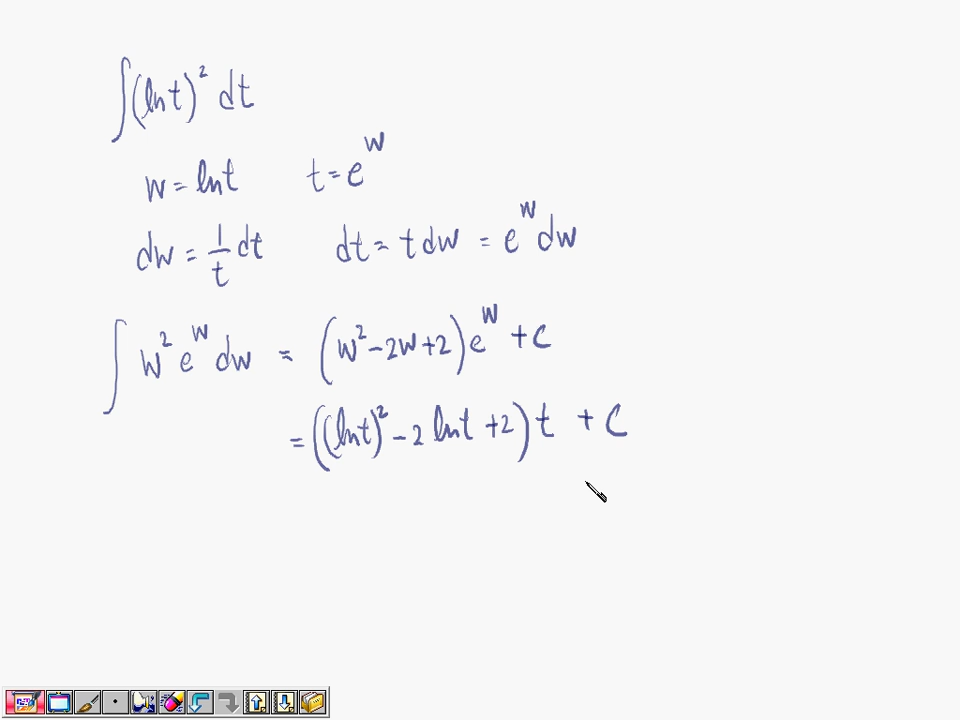 ∫(ln t)² dt
w = ln t    t = e^w
dw = 1/t dt    dt = t dw = e^w dw
∫ w² e^w dw = (w² - 2w + 2) e^w + C
= ((ln t)² - 2 ln t + 2) t + C